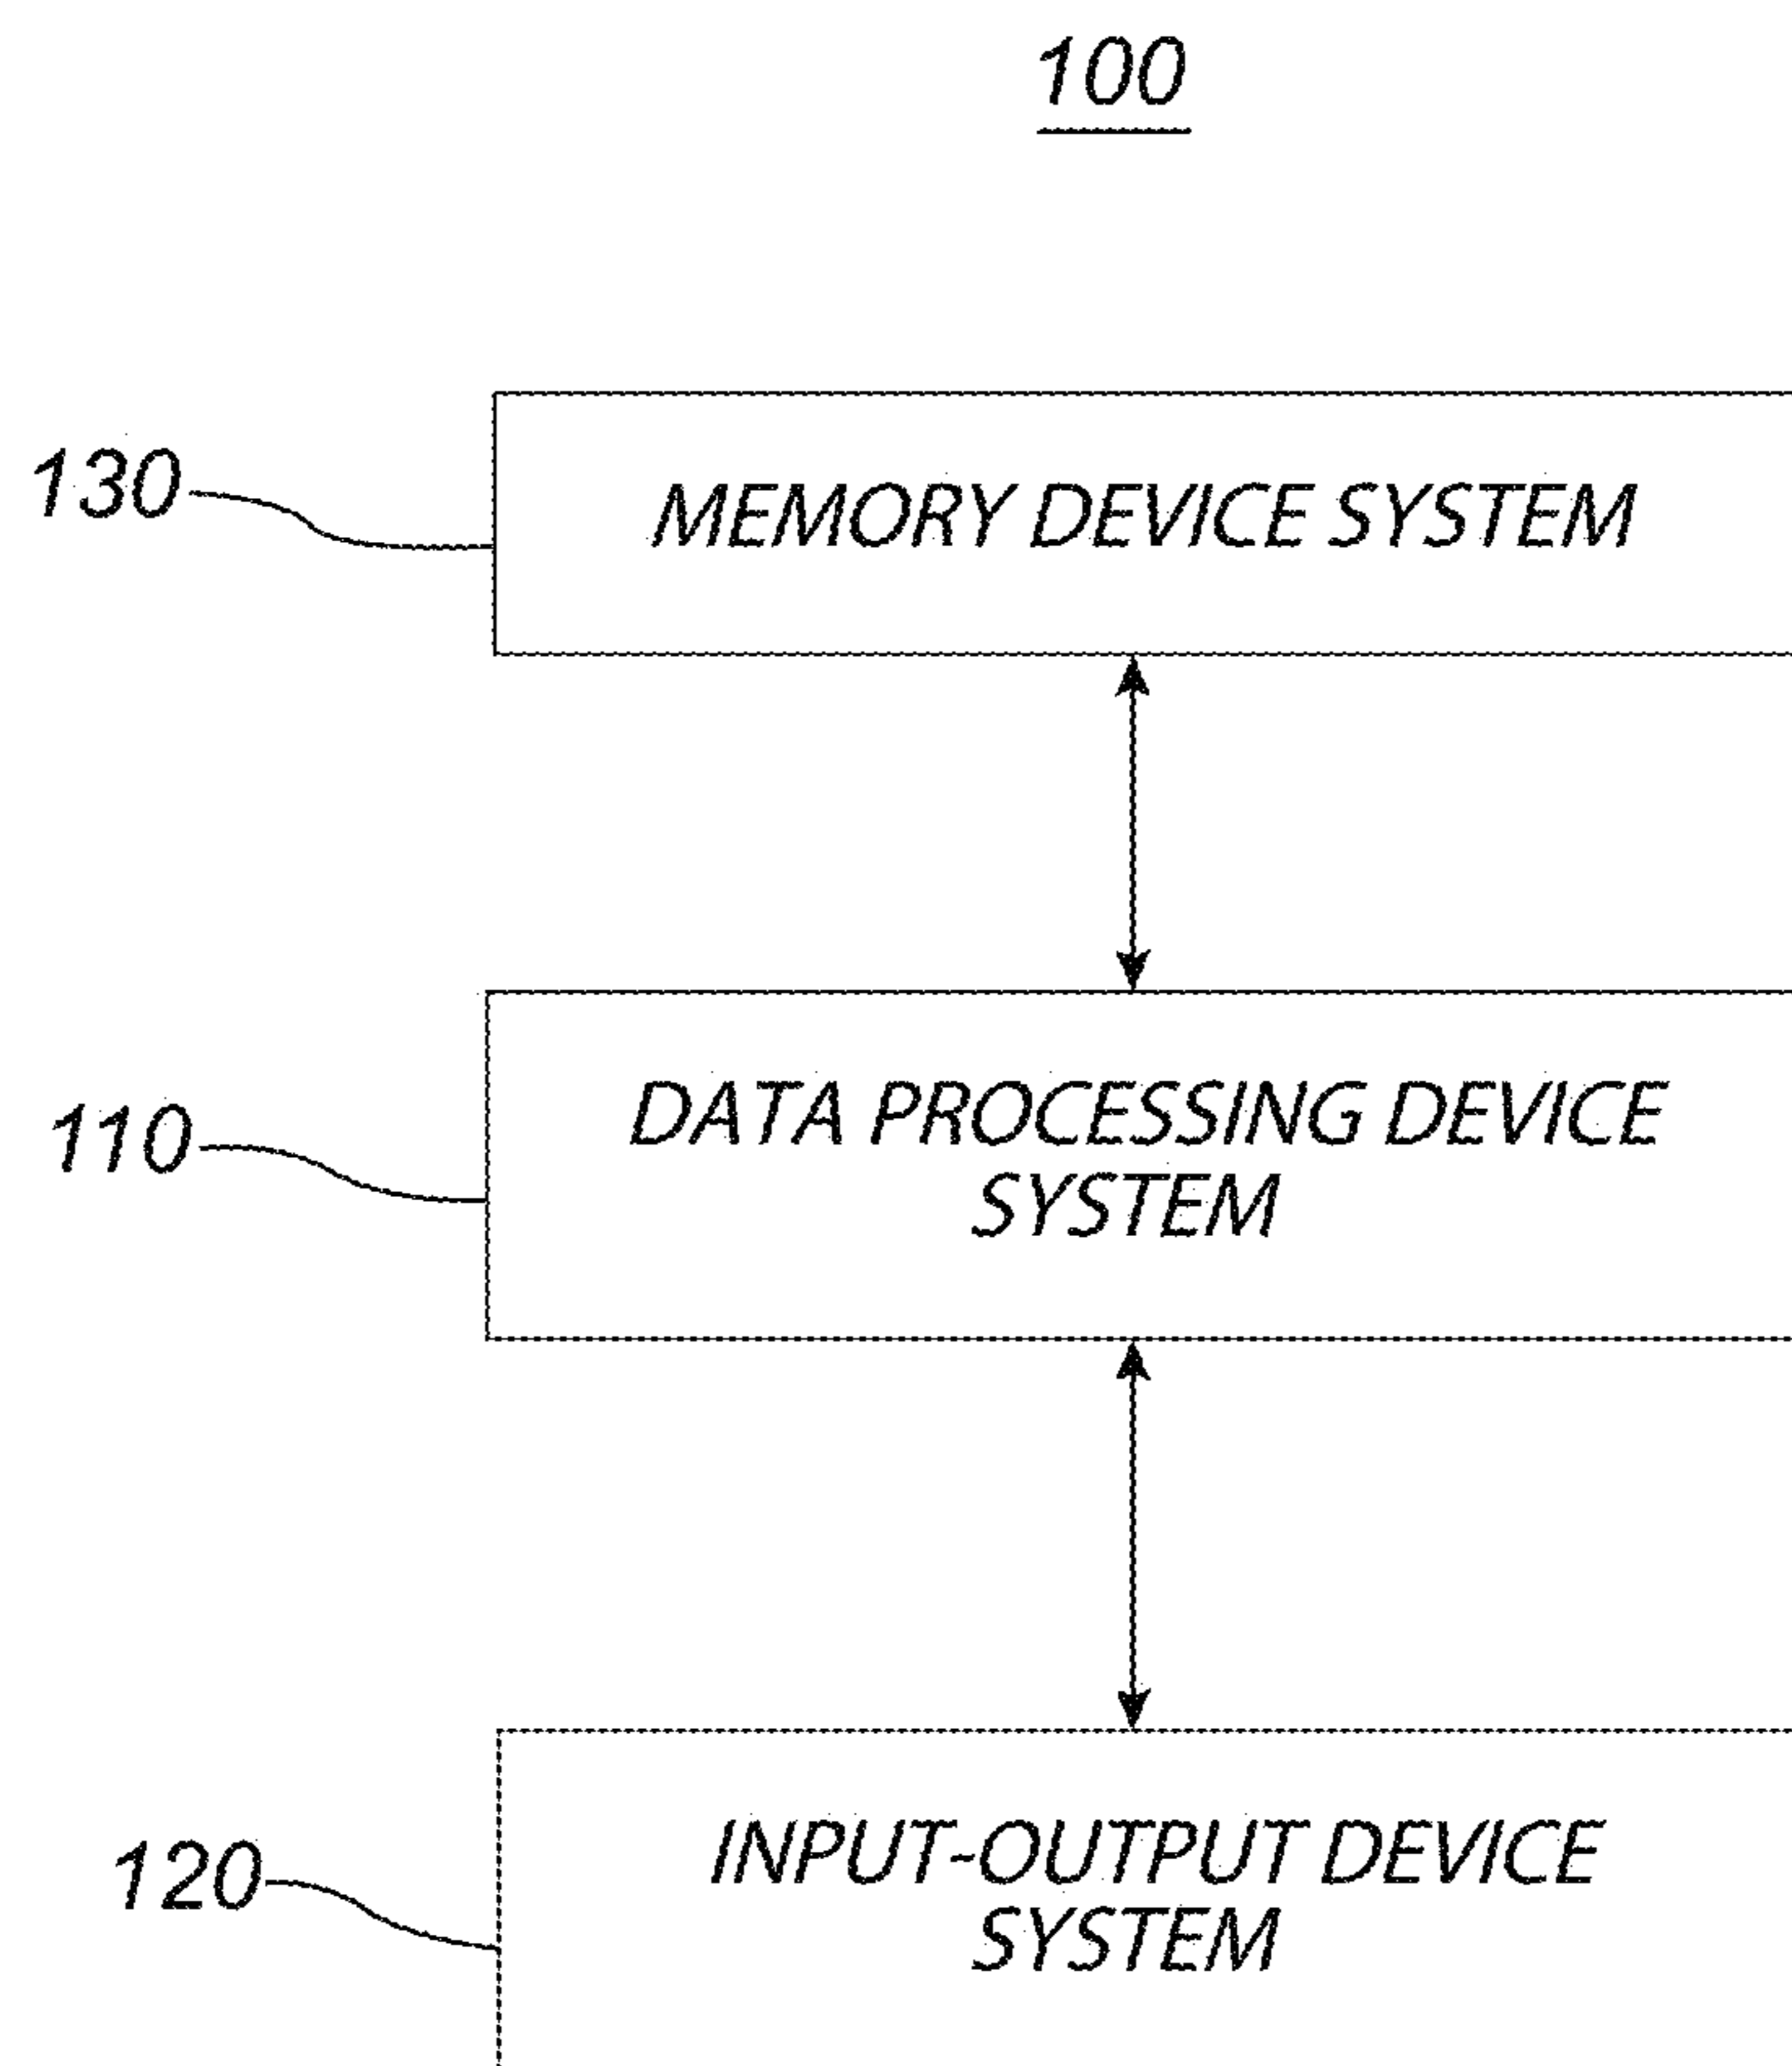 100
130
MEMORY DEVICE SYSTEM
110
DATA PROCESSING DEVICE
SYSTEM
120
INPUT-OUTPUT DEVICE
SYSTEM